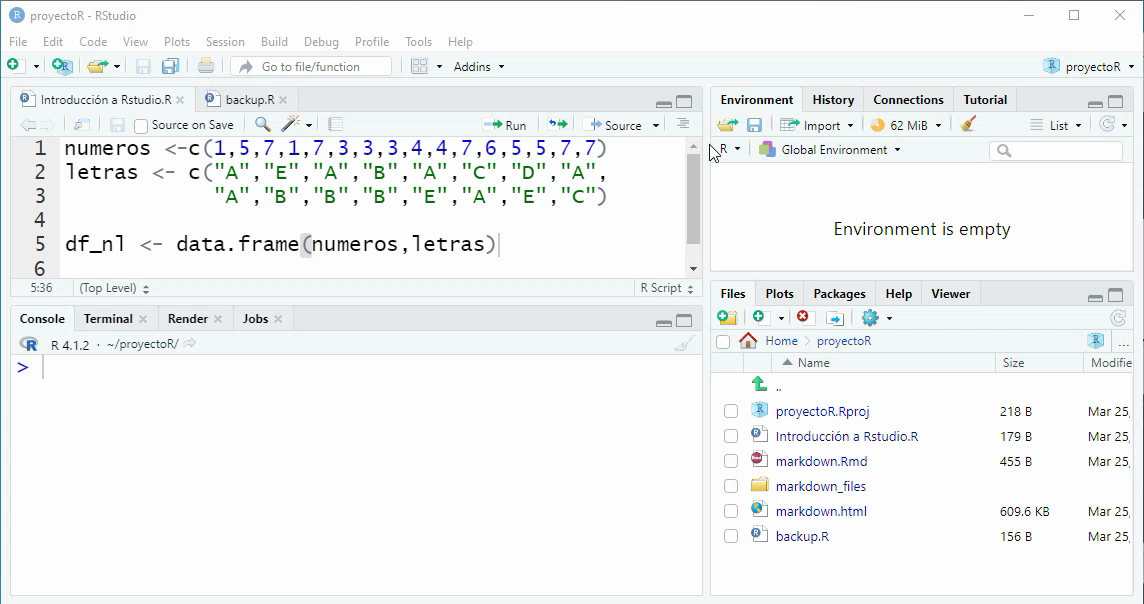 proyectoR - RStudio
File Edit Code View Plots Session Build Debug Profile Tools Help
Go to file/function Addins proyectoR
Introducción a Rstudio.R backup.R
Source on Save Run Source
1 numeros <-c(1,5,7,1,7,3,3,3,4,4,7,6,5,5,7,7)
2 letras <- c("A","E","A","B","A","C","D","A",
3 "A","B","B","B","E","A","E","C")
4
5 df_nl <- data.frame(numeros,letras)
6
5:36 (Top Level) R Script
Console Terminal Render Jobs
R 4.1.2 · ~/proyectoR/
>
Environment History Connections Tutorial
Import 62 MiB List
R Global Environment
Environment is empty
Files Plots Packages Help Viewer
Home proyectoR ...
Name Size Modifie
..
proyectoR.Rproj 218 B Mar 25,
Introducción a Rstudio.R 179 B Mar 25,
markdown.Rmd 455 B Mar 25,
markdown_files
markdown.html 609.6 KB Mar 25,
backup.R 156 B Mar 25,